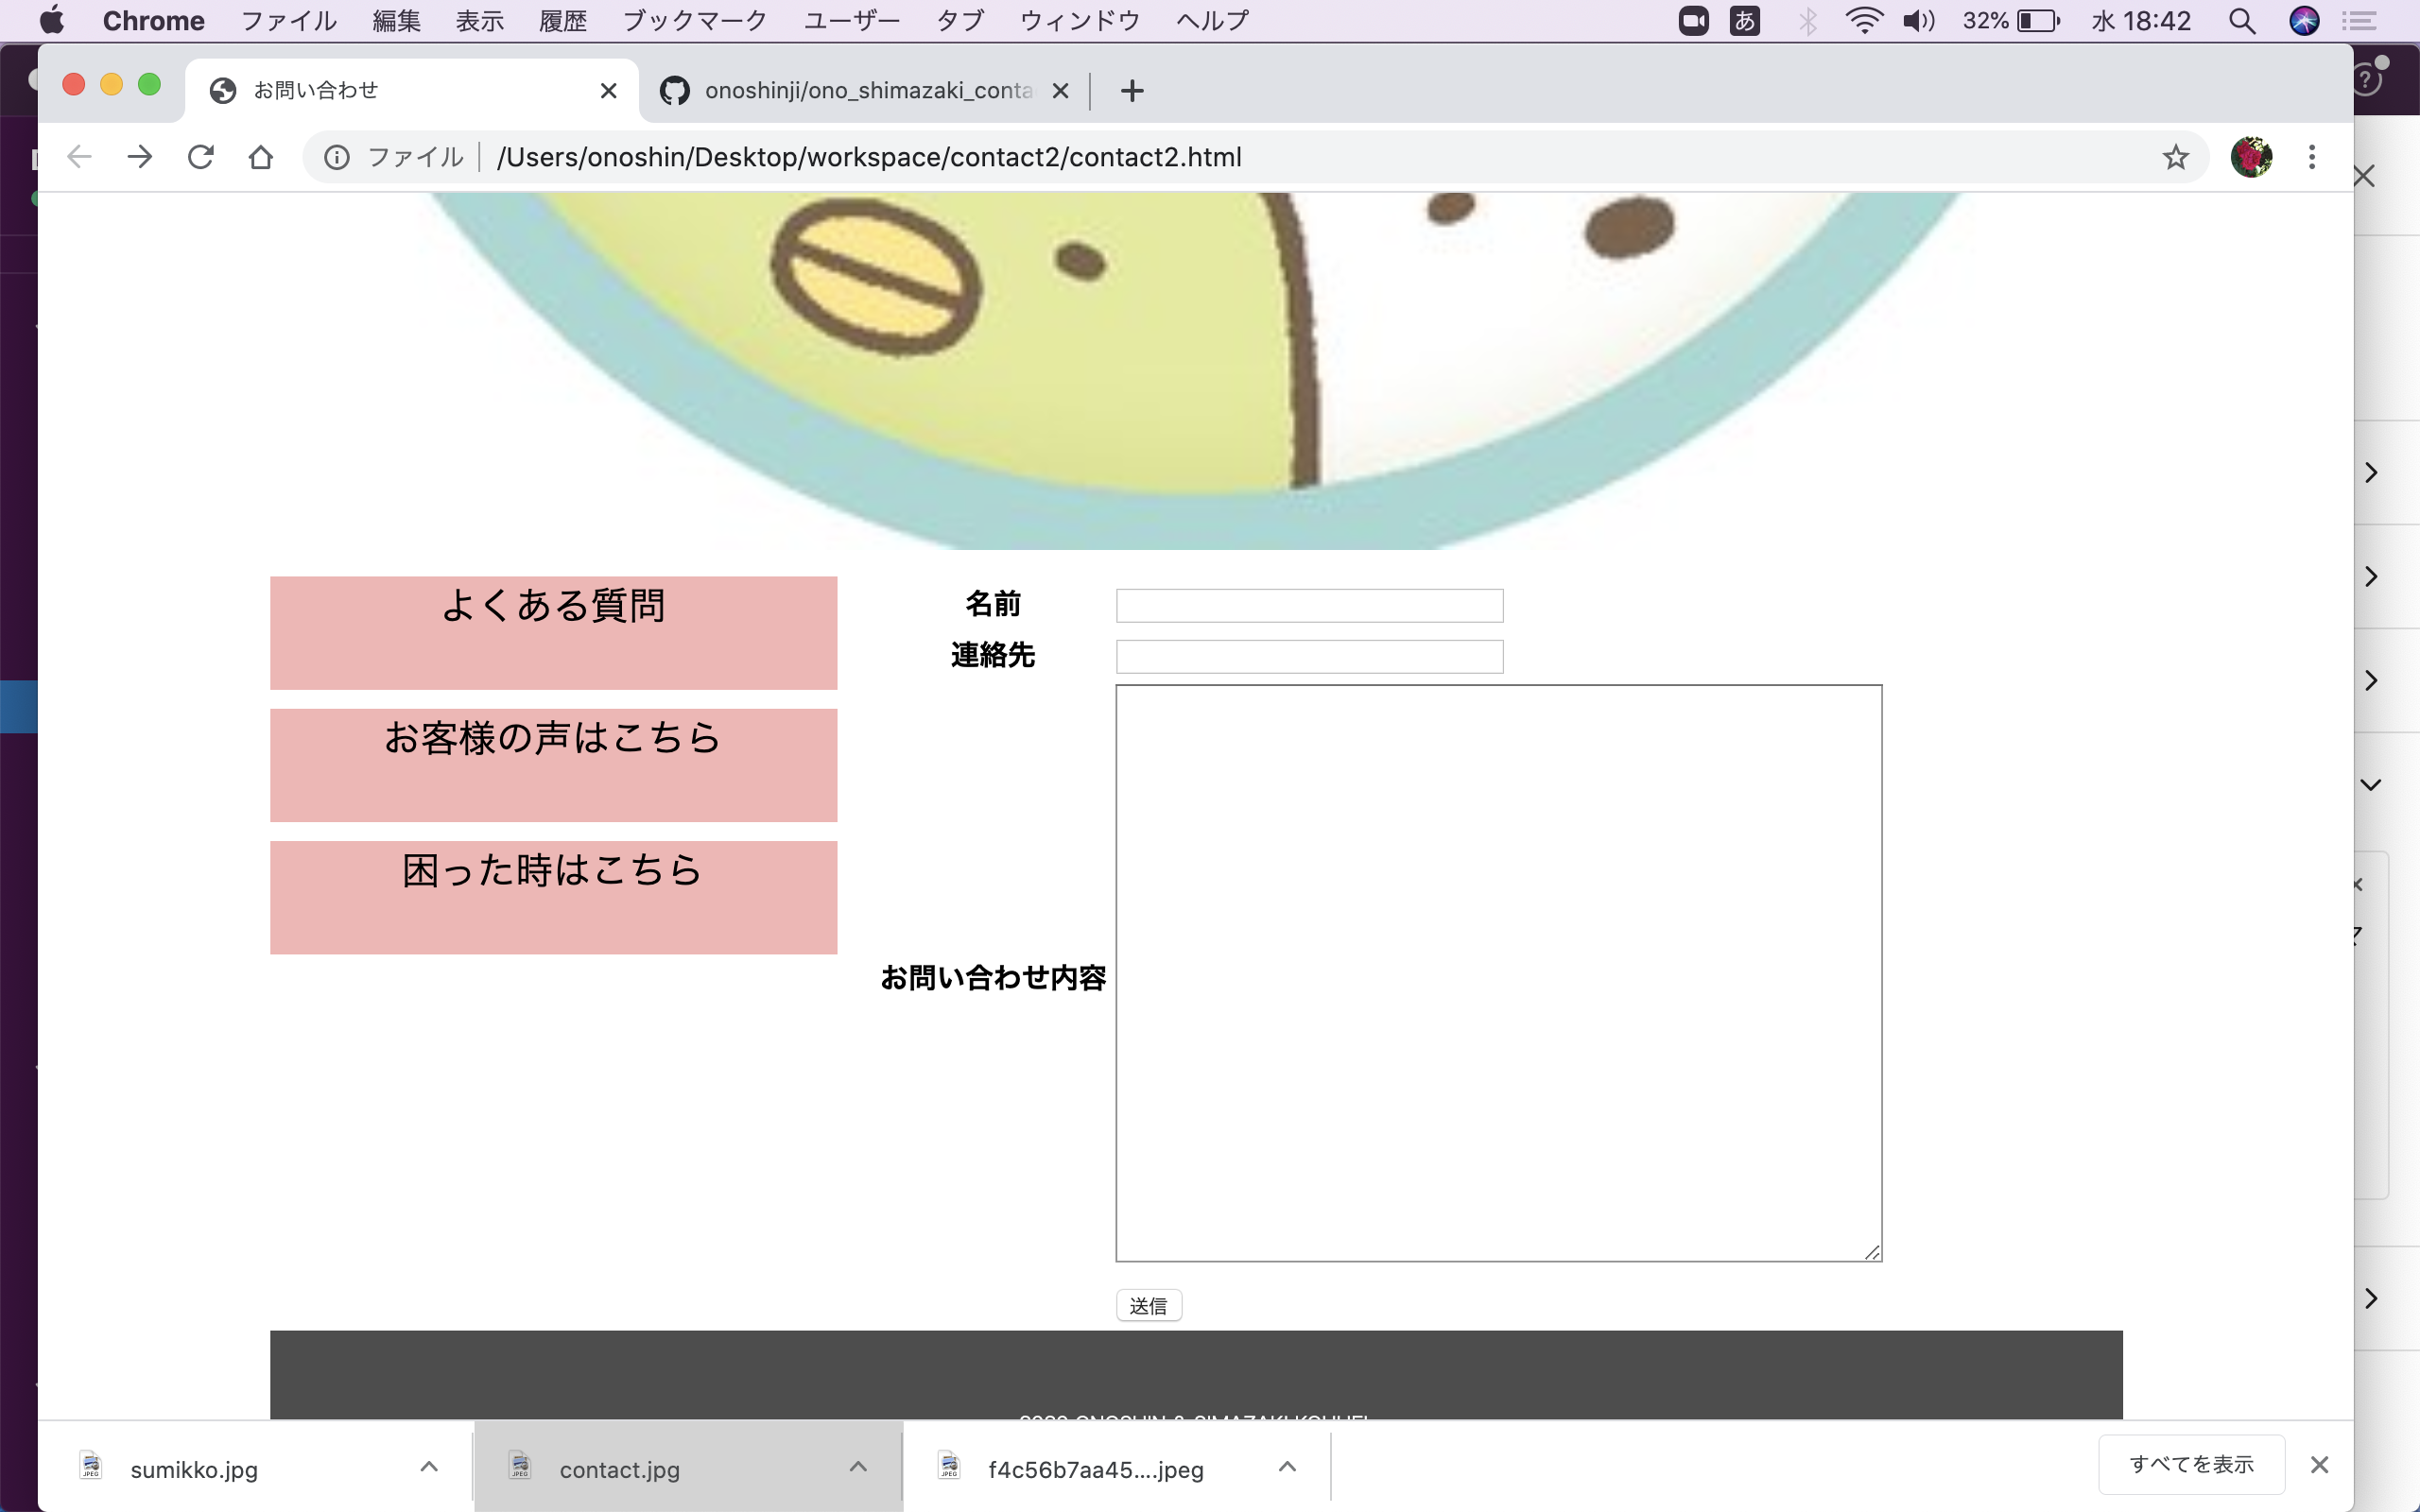 Chrome ファイル 編集 表示 履歴 ブックマーク ユーザー タブ ウィンドウ ヘルプ あ 32% 水 18:42
お問い合わせ onoshinji/ono_shimazaki_conta
ファイル /Users/onoshin/Desktop/workspace/contact2/contact2.html
よくある質問
お客様の声はこちら
困った時はこちら
名前
連絡先
お問い合わせ内容
送信
sumikko.jpg contact.jpg f4c56b7aa45....jpeg すべてを表示